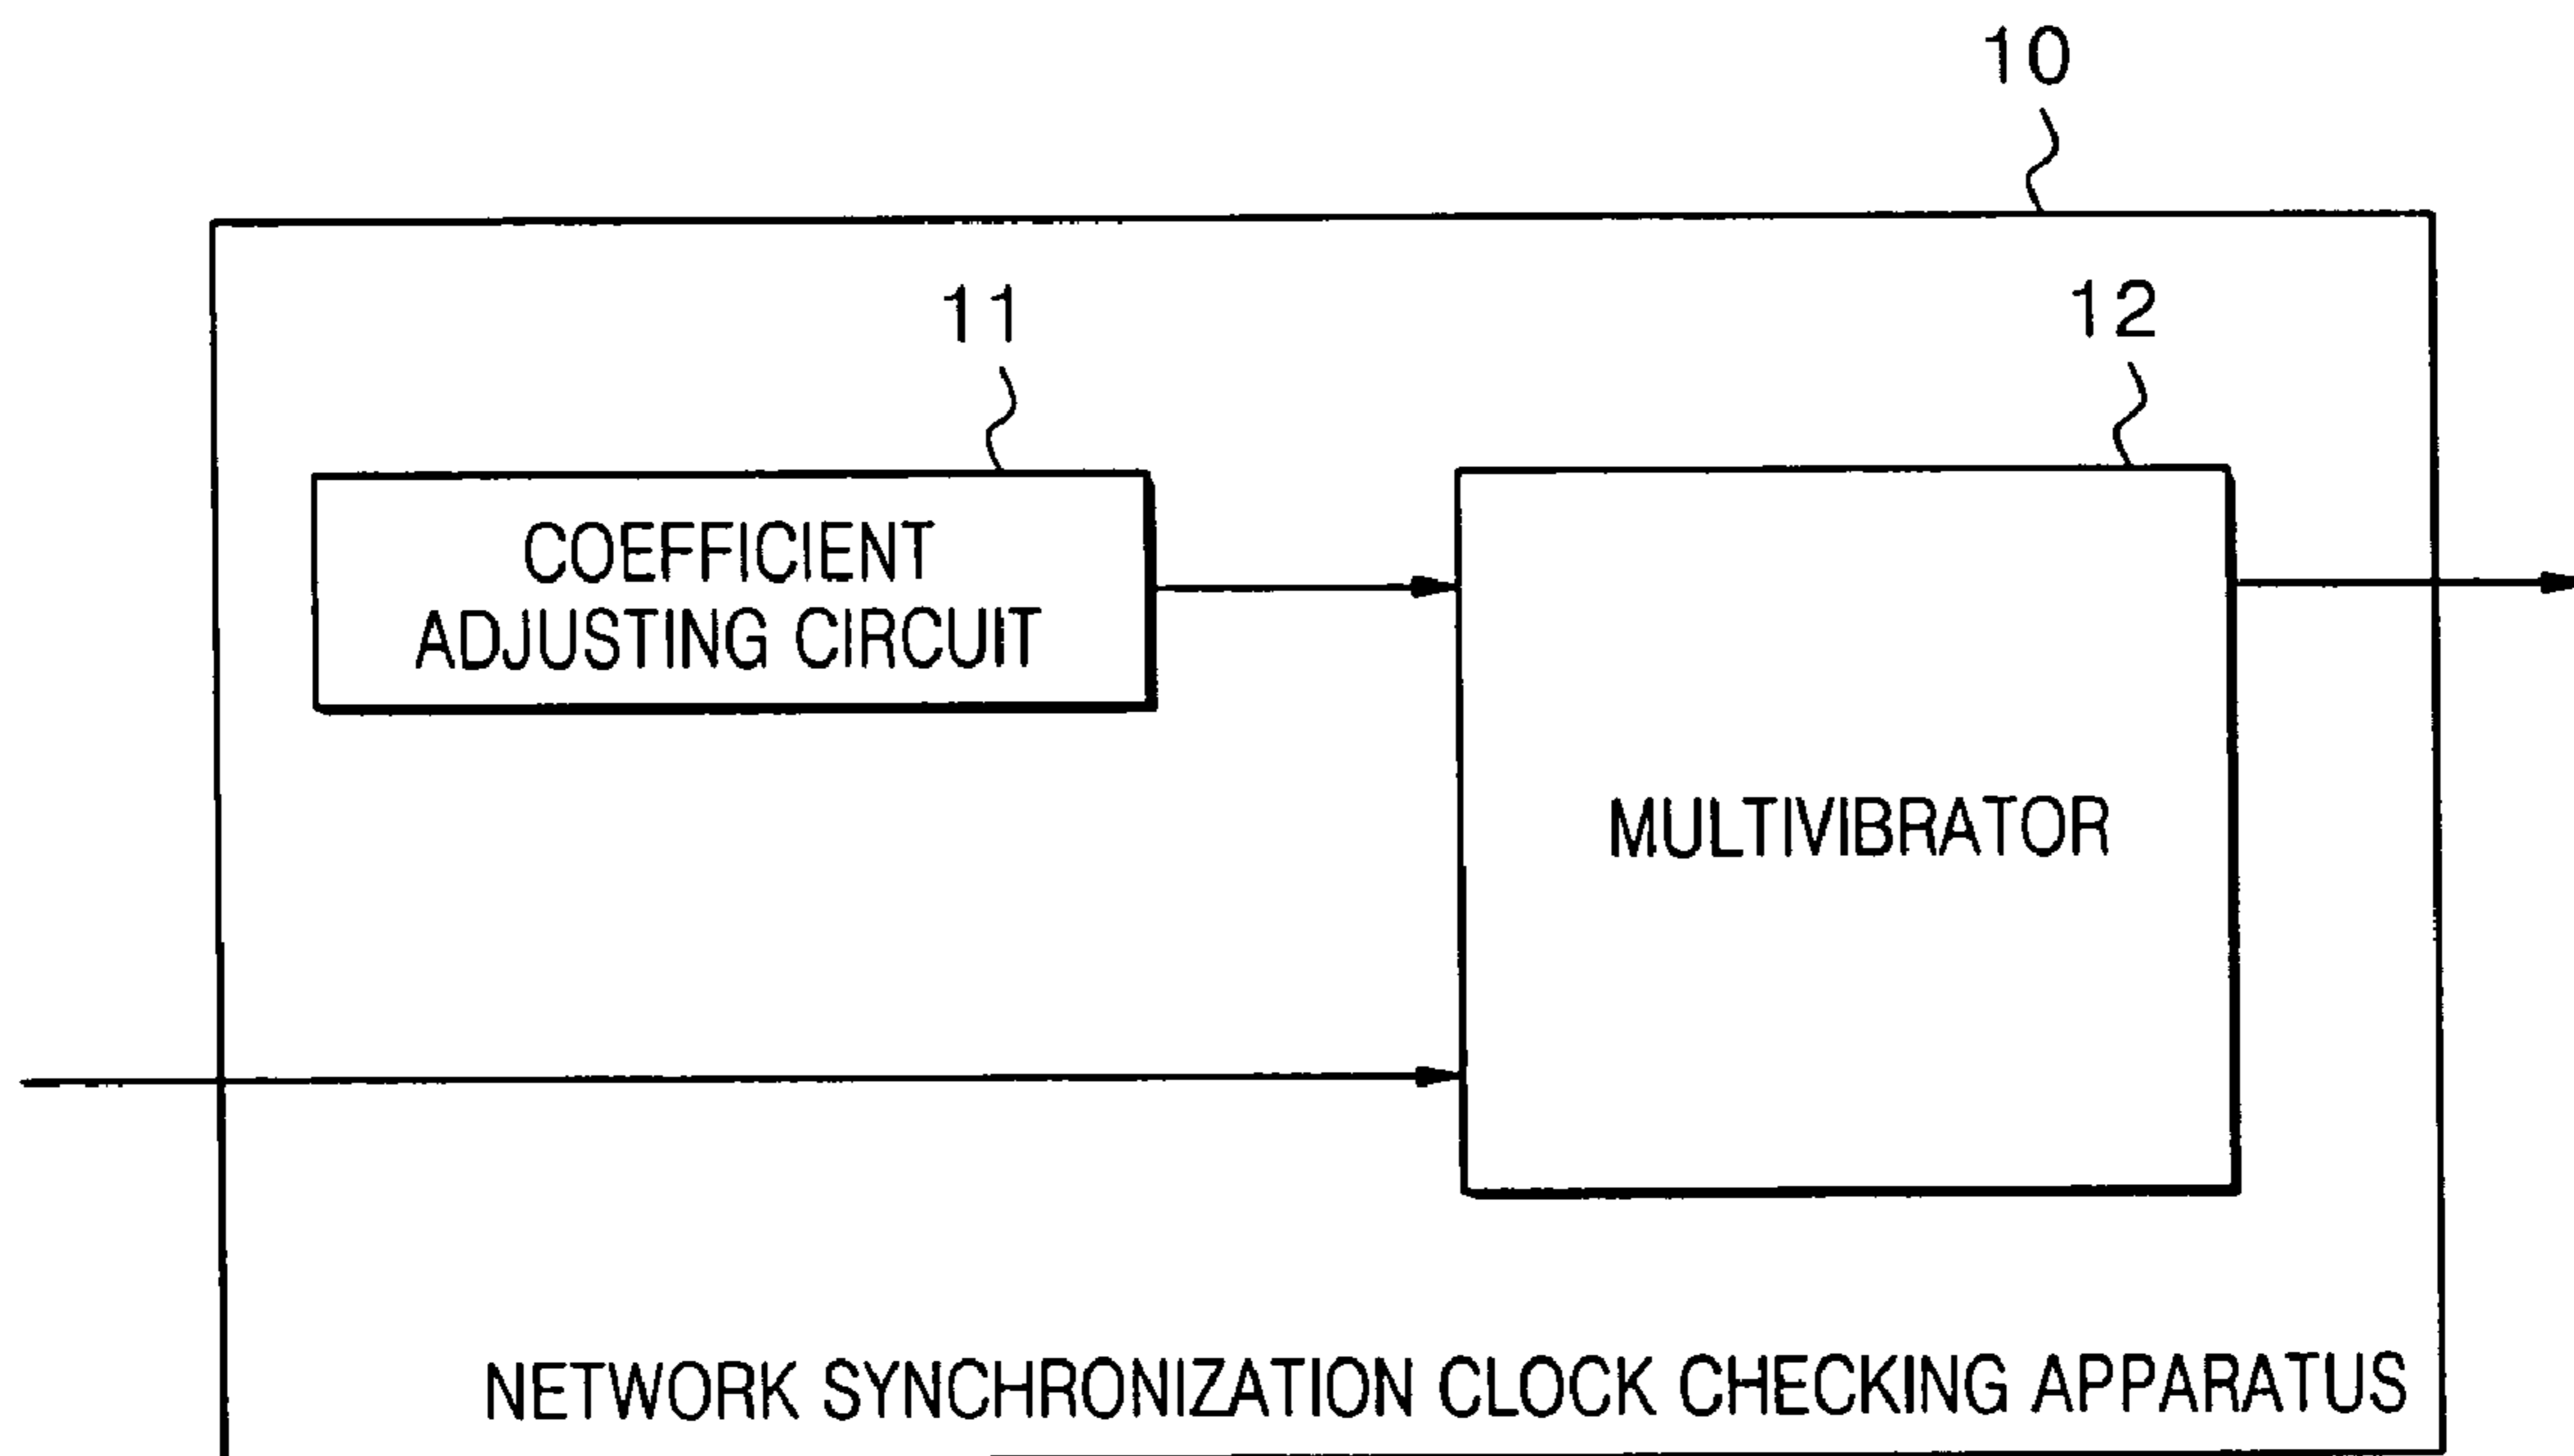 10
11
12
COEFFICIENT
ADJUSTING CIRCUIT
MULTIVIBRATOR
NETWORK SYNCHRONIZATION CLOCK CHECKING APPARATUS